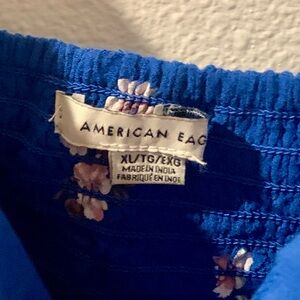 AMERICAN EAG
XL/TG/EXG
MADE IN INDIA
FABRIQUÉ EN INDE